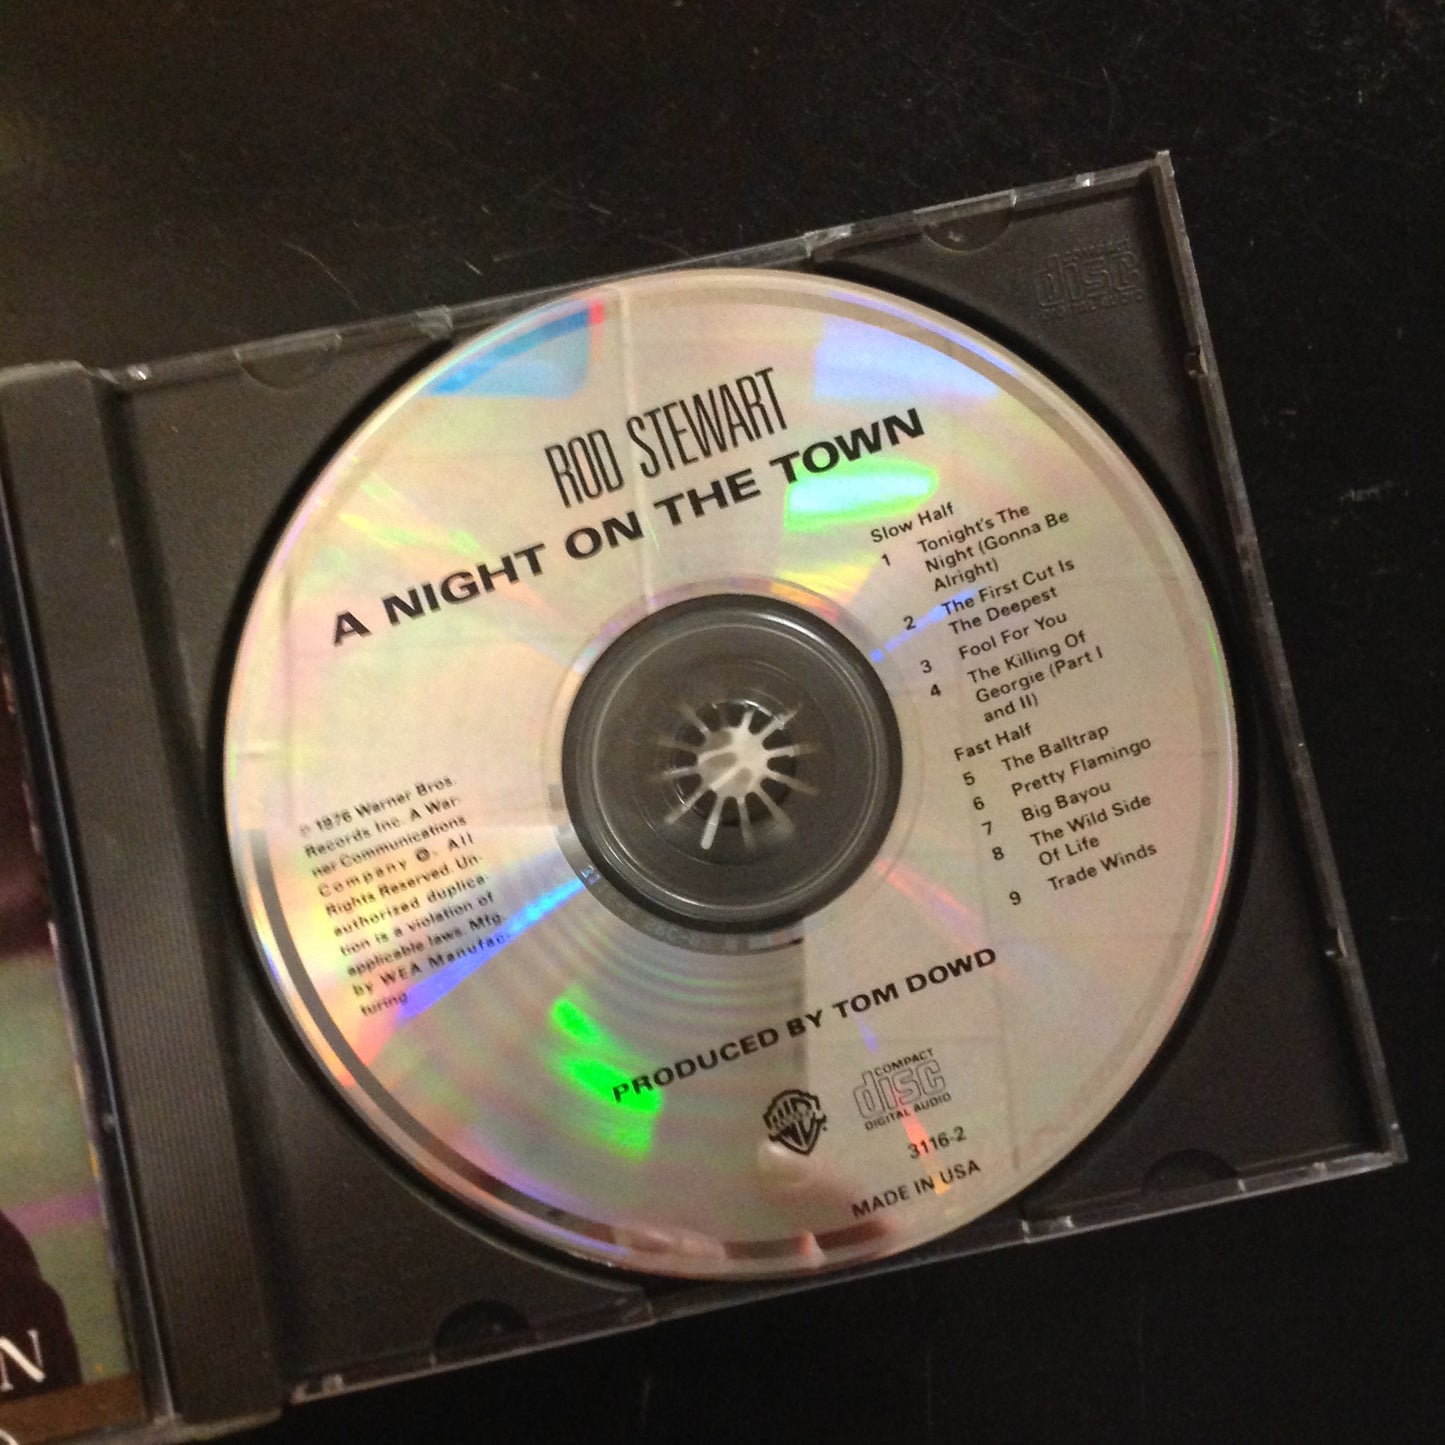 ROD STEWART
A NIGHT ON THE TOWN
Slow Half
1 Tonight's The
Night (Gonna Be
Alright)
2 The First Cut Is
The Deepest
3 Fool For You
4 The Killing Of
Georgie (Part I
and II)
Fast Half
5 The Balltrap
6 Pretty Flamingo
7 Big Bayou
8 The Wild Side
Of Life
9 Trade Winds
℗ 1976 Warner Bros.
Records Inc. A War-
ner Communications
Company ©. All
Rights Reserved. Un-
authorized duplica-
tion is a violation of
applicable laws. Mfg.
by WEA Manufac-
turing
PRODUCED BY TOM DOWD
WB
COMPACT
disc
DIGITAL AUDIO
3116-2
MADE IN USA
disc
DIGITAL AUDIO
N